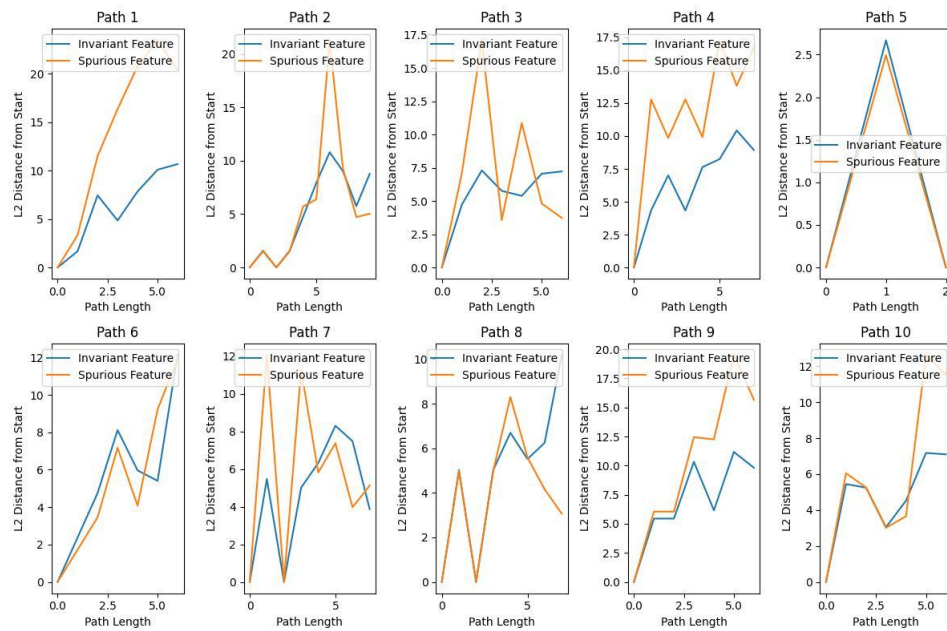 Path 1
Invariant Feature
Spurious Feature
L2 Distance from Start
20
15
10
5
0
0.0 2.5 5.0
Path Length
Path 2
Invariant Feature
Spurious Feature
L2 Distance from Start
20
15
10
5
0
5
Path Length
Path 3
Invariant Feature
Spurious Feature
L2 Distance from Start
17.5
15.0
12.5
10.0
7.5
5.0
2.5
0.0
0.0 2.5 5.0
Path Length
Path 4
Invariant Feature
Spurious Feature
L2 Distance from Start
17.5
15.0
12.5
10.0
7.5
5.0
2.5
0.0
0 5
Path Length
Path 5
Invariant Feature
Spurious Feature
L2 Distance from Start
2.5
2.0
1.5
1.0
0.5
0.0
0 1 2
Path Length
Path 6
Invariant Feature
Spurious Feature
L2 Distance from Start
12
10
8
6
4
2
0
0.0 2.5 5.0
Path Length
Path 7
Invariant Feature
Spurious Feature
L2 Distance from Start
12
10
8
6
4
2
0
0 5
Path Length
Path 8
Invariant Feature
Spurious Feature
L2 Distance from Start
10
8
6
4
2
0
0 5
Path Length
Path 9
Invariant Feature
Spurious Feature
L2 Distance from Start
20.0
17.5
15.0
12.5
10.0
7.5
5.0
2.5
0.0
0.0 2.5 5.0
Path Length
Path 10
Invariant Feature
Spurious Feature
L2 Distance from Start
12
10
8
6
4
2
0
0.0 2.5 5.0
Path Length